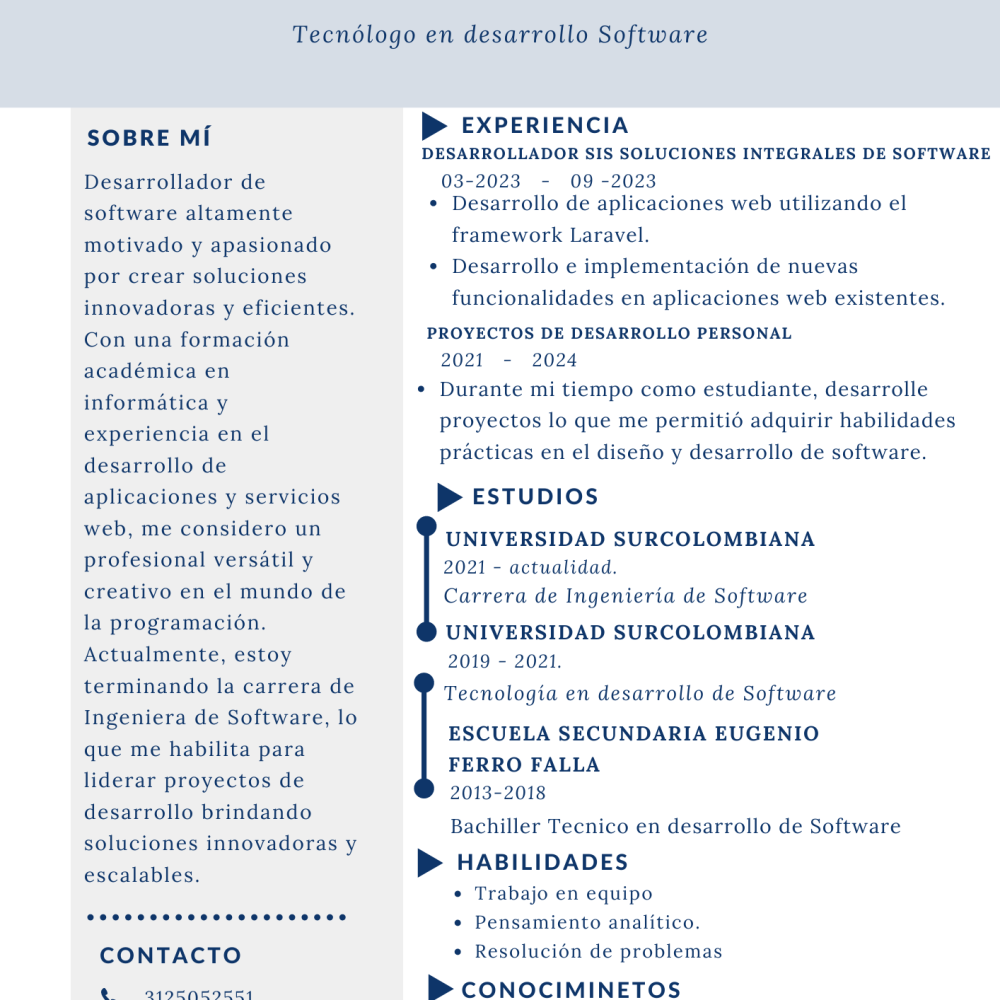 Tecnólogo en desarrollo Software
SOBRE MÍ
Desarrollador de
software altamente
motivado y apasionado
por crear soluciones
innovadoras y eficientes.
Con una formación
académica en
informática y
experiencia en el
desarrollo de
aplicaciones y servicios
web, me considero un
profesional versátil y
creativo en el mundo de
la programación.
Actualmente, estoy
terminando la carrera de
Ingeniera de Software, lo
que me habilita para
liderar proyectos de
desarrollo brindando
soluciones innovadoras y
escalables.
CONTACTO
3125052551
EXPERIENCIA
DESARROLLADOR SIS SOLUCIONES INTEGRALES DE SOFTWARE
03-2023 - 09 -2023
• Desarrollo de aplicaciones web utilizando el
framework Laravel.
• Desarrollo e implementación de nuevas
funcionalidades en aplicaciones web existentes.
PROYECTOS DE DESARROLLO PERSONAL
2021 - 2024
• Durante mi tiempo como estudiante, desarrolle
proyectos lo que me permitió adquirir habilidades
prácticas en el diseño y desarrollo de software.
ESTUDIOS
UNIVERSIDAD SURCOLOMBIANA
2021 - actualidad.
Carrera de Ingeniería de Software
UNIVERSIDAD SURCOLOMBIANA
2019 - 2021.
Tecnología en desarrollo de Software
ESCUELA SECUNDARIA EUGENIO
FERRO FALLA
2013-2018
Bachiller Tecnico en desarrollo de Software
HABILIDADES
• Trabajo en equipo
• Pensamiento analítico.
• Resolución de problemas
CONOCIMINETOS